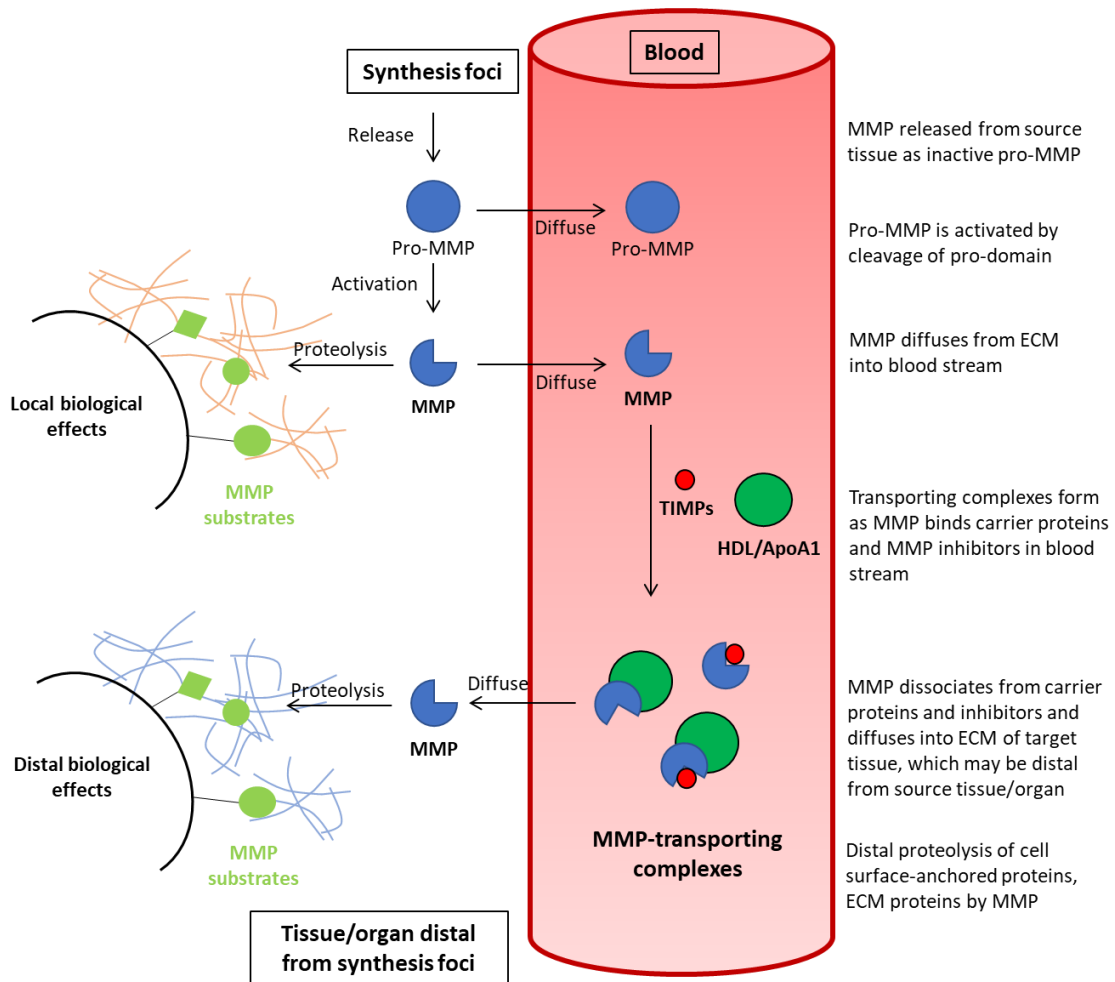 Synthesis foci
Blood
Release
MMP released from source
tissue as inactive pro-MMP
Pro-MMP
Diffuse
Pro-MMP
Pro-MMP is activated by
cleavage of pro-domain
Activation
Proteolysis
MMP
Diffuse
MMP
MMP diffuses from ECM
into blood stream
Local biological
effects
MMP
substrates
TIMPs
HDL/ApoA1
Transporting complexes form
as MMP binds carrier proteins
and MMP inhibitors in blood
stream
Distal biological
effects
Proteolysis
MMP
Diffuse
MMP
substrates
MMP-transporting
complexes
MMP dissociates from carrier
proteins and inhibitors and
diffuses into ECM of target
tissue, which may be distal
from source tissue/organ
Distal proteolysis of cell
surface-anchored proteins,
ECM proteins by MMP
Tissue/organ distal
from synthesis foci